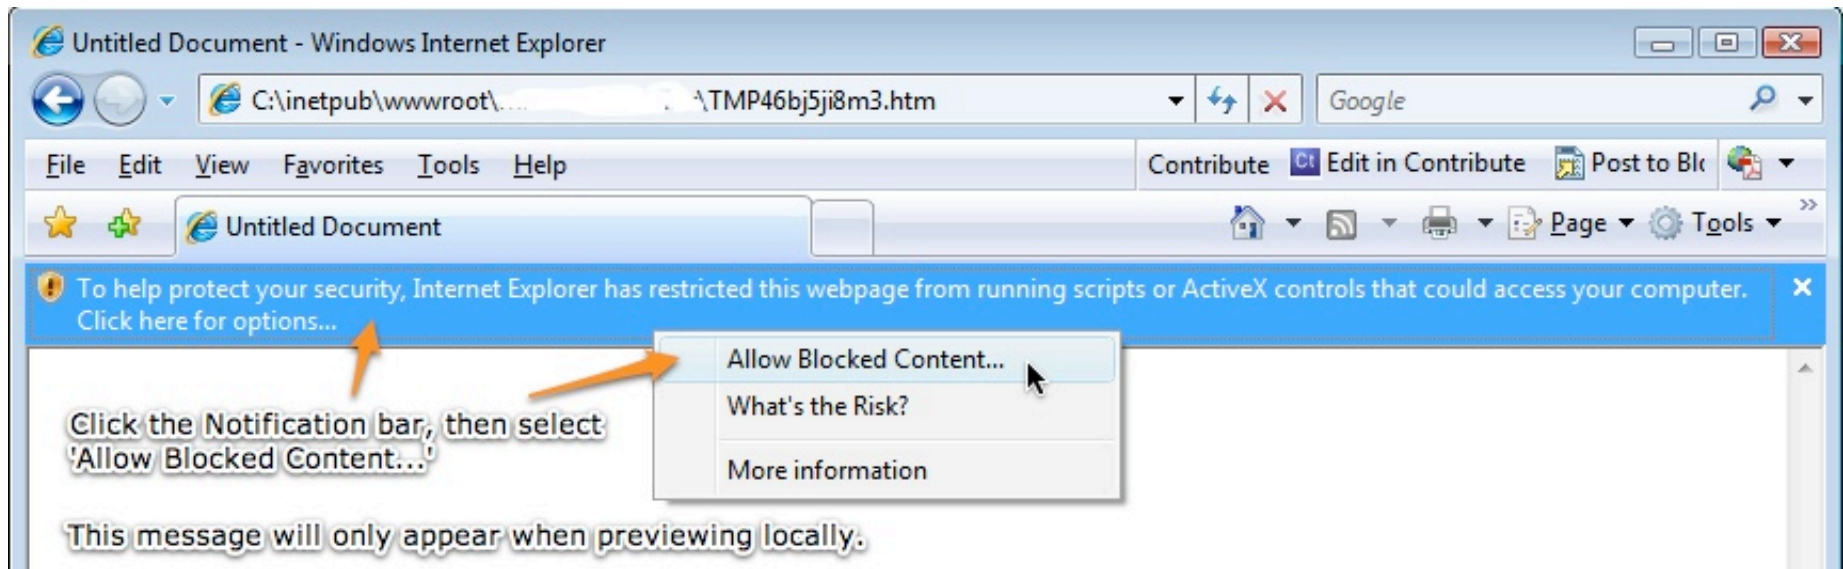 Untitled Document - Windows Internet Explorer
C:\inetpub\wwwroot\ \TMP46bj5ji8m3.htm
Google
File Edit View Favorites Tools Help
Contribute Ct Edit in Contribute Post to Blo
Untitled Document
Page Tools
To help protect your security, Internet Explorer has restricted this webpage from running scripts or ActiveX controls that could access your computer.
Click here for options...
Allow Blocked Content...
What's the Risk?
More information
Click the Notification bar, then select
'Allow Blocked Content...'
This message will only appear when previewing locally.